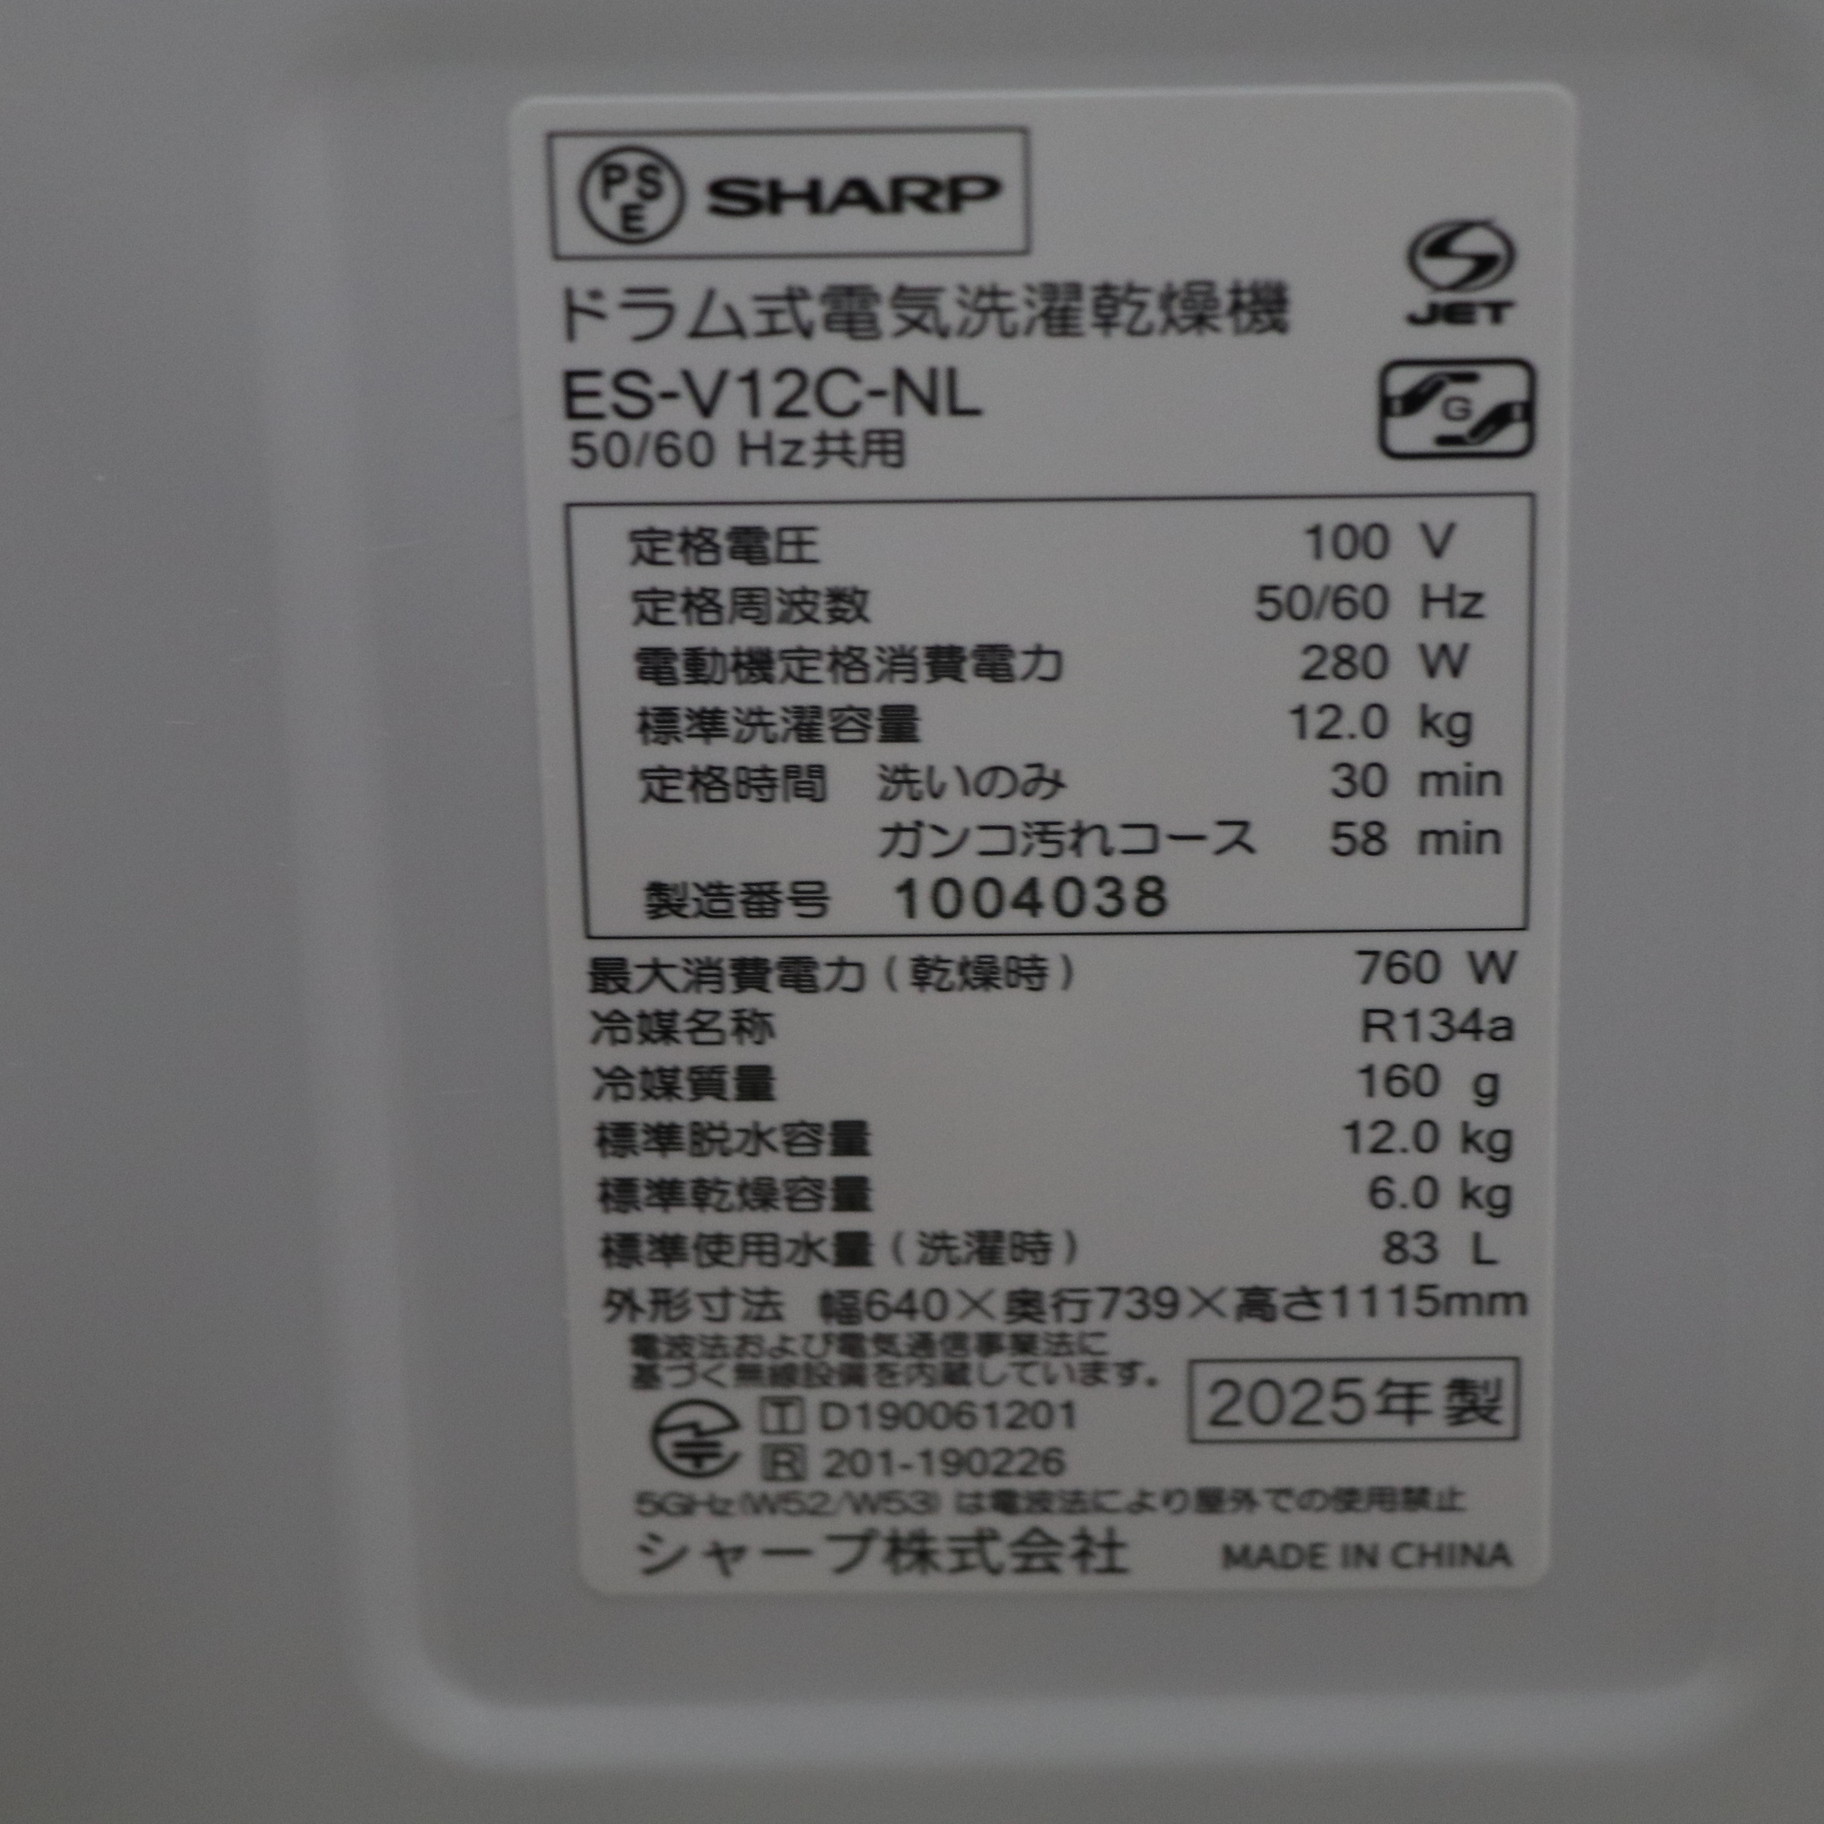 PSE SHARP
JET
ドラム式電気洗濯乾燥機
ES-V12C-NL
G
50/60 Hz共用
定格電圧 100 V
定格周波数 50/60 Hz
電動機定格消費電力 280 W
標準洗濯容量 12.0 kg
定格時間 洗いのみ 30 min
ガンコ汚れコース 58 min
製造番号 1004038
最大消費電力(乾燥時) 760 W
冷媒名称 R134a
冷媒質量 160 g
標準脱水容量 12.0 kg
標準乾燥容量 6.0 kg
標準使用水量(洗濯時) 83 L
外形寸法 幅640×奥行739×高さ1115mm
電波法および電気通信事業法に
基づく無線設備を内蔵しています。
T D190061201
R 201-190226
2025年製
5GHz(W52/W53)は電波法により屋外での使用禁止
シャープ株式会社 MADE IN CHINA